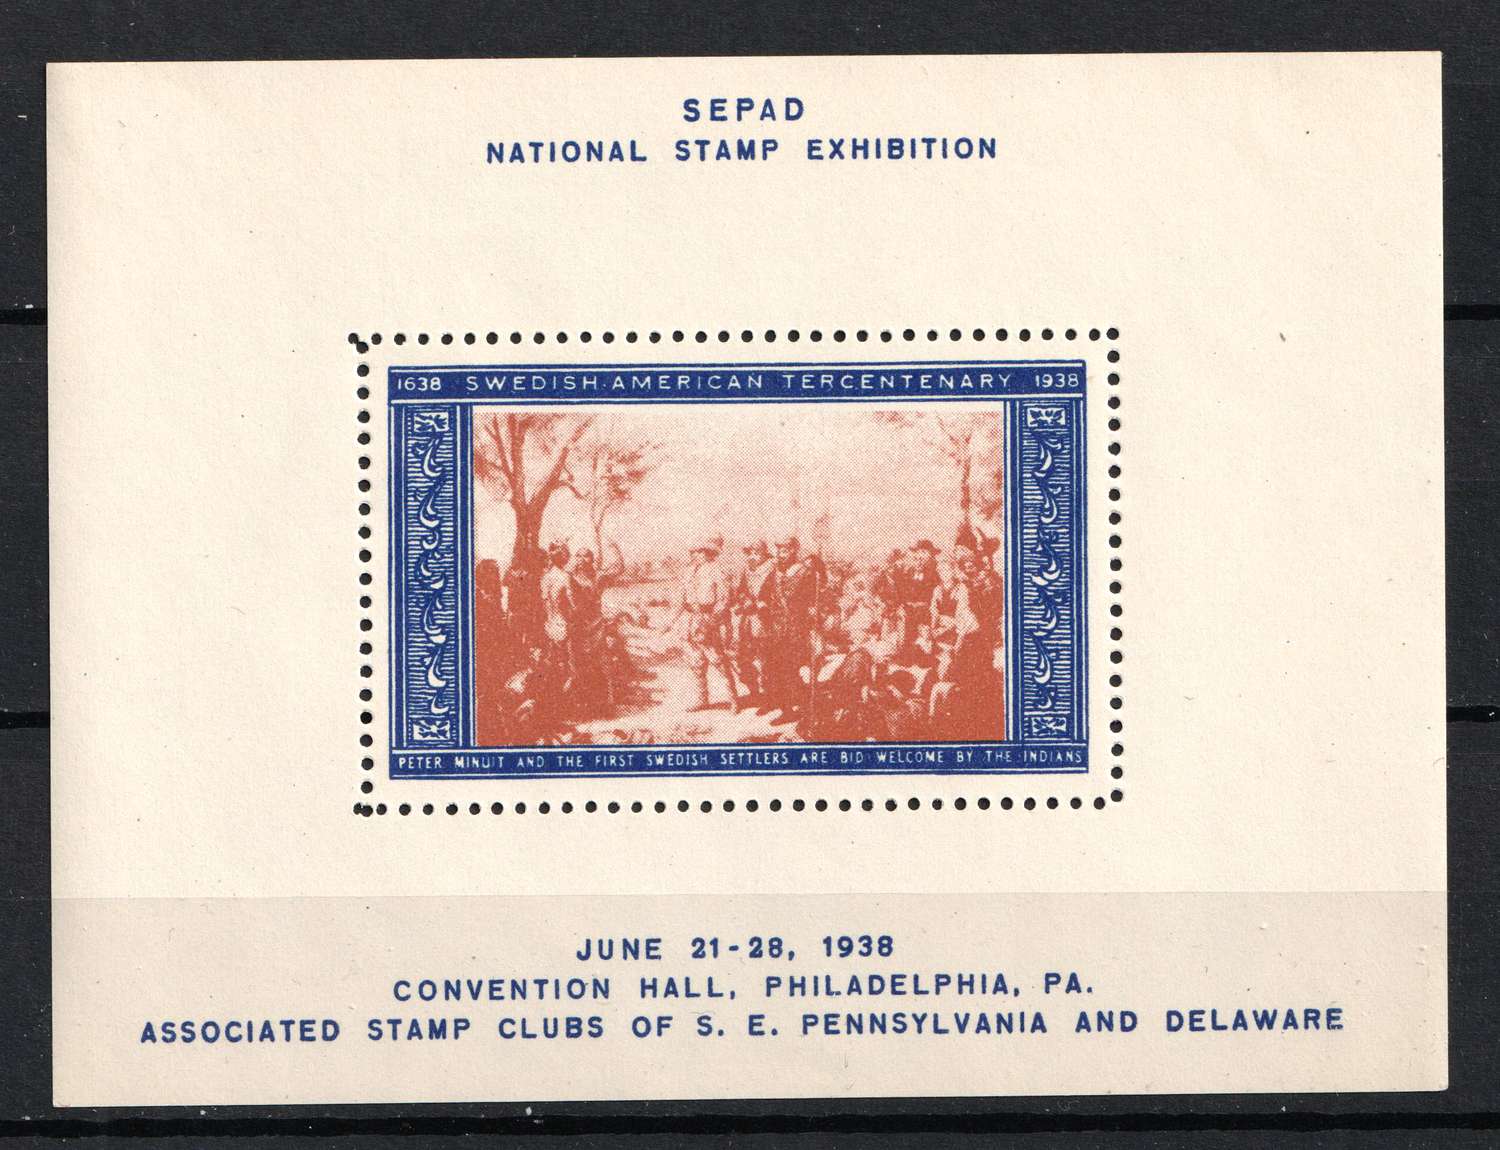 SEPAD
NATIONAL STAMP EXHIBITION
1638 SWEDISH-AMERICAN TERCENTENARY 1938
PETER MINUIT AND THE FIRST SWEDISH SETTLERS ARE BID WELCOME BY THE INDIANS
JUNE 21-28, 1938
CONVENTION HALL, PHILADELPHIA, PA.
ASSOCIATED STAMP CLUBS OF S. E. PENNSYLVANIA AND DELAWARE